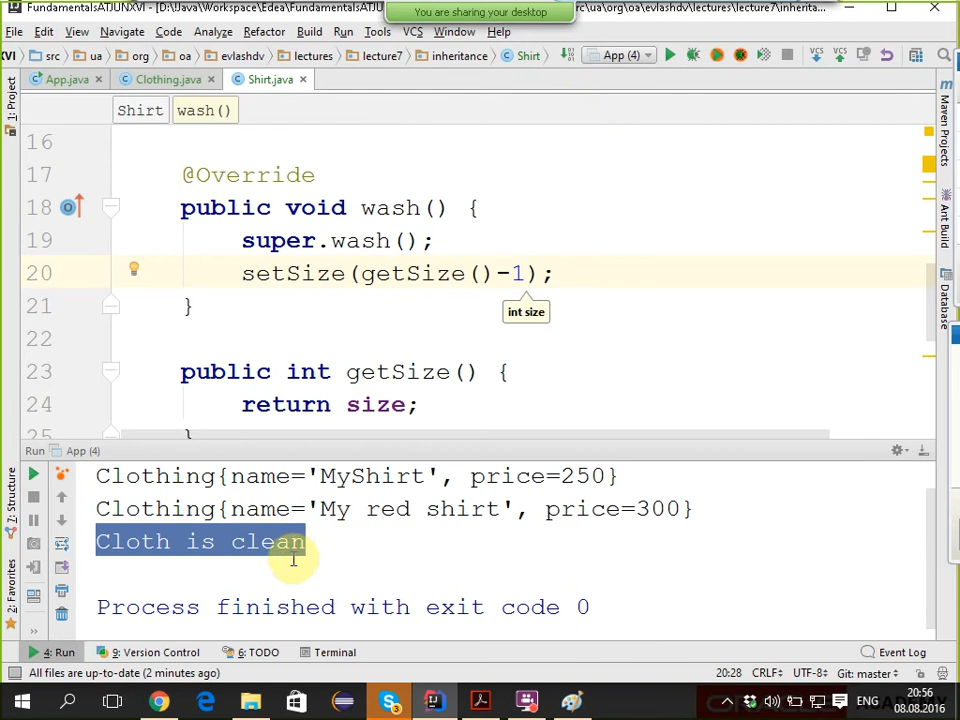 FundamentalsATJUNXVI - [D:\!Java\Workspace\Edea\FundamentalsATJUNXVI
\src\ua\org\oa\evlashdv\lectures\lecture7\inherita...
You are sharing your desktop
File Edit View Navigate Code Analyze Refactor Build Run Tools VCS Window Help
XVI src ua org oa evlashdv lectures lecture7 inheritance Shirt App (4) VCS VCS
App.java Clothing.java Shirt.java
Shirt wash()
16
17 @Override
18 public void wash() {
19 super.wash();
20 setSize(getSize()-1);
21 }
int size
22
23 public int getSize() {
24 return size;
25 }
Run App (4)
Clothing{name='MyShirt', price=250}
Clothing{name='My red shirt', price=300}
Cloth is clean
Process finished with exit code 0
1: Project
7: Structure
2: Favorites
Maven Projects
Ant Build
Database
4: Run 9: Version Control 6: TODO Terminal Event Log
All files are up-to-date (2 minutes ago) 20:28 CRLF UTF-8 Git: master
3 ENG 20:56
08.08.2016